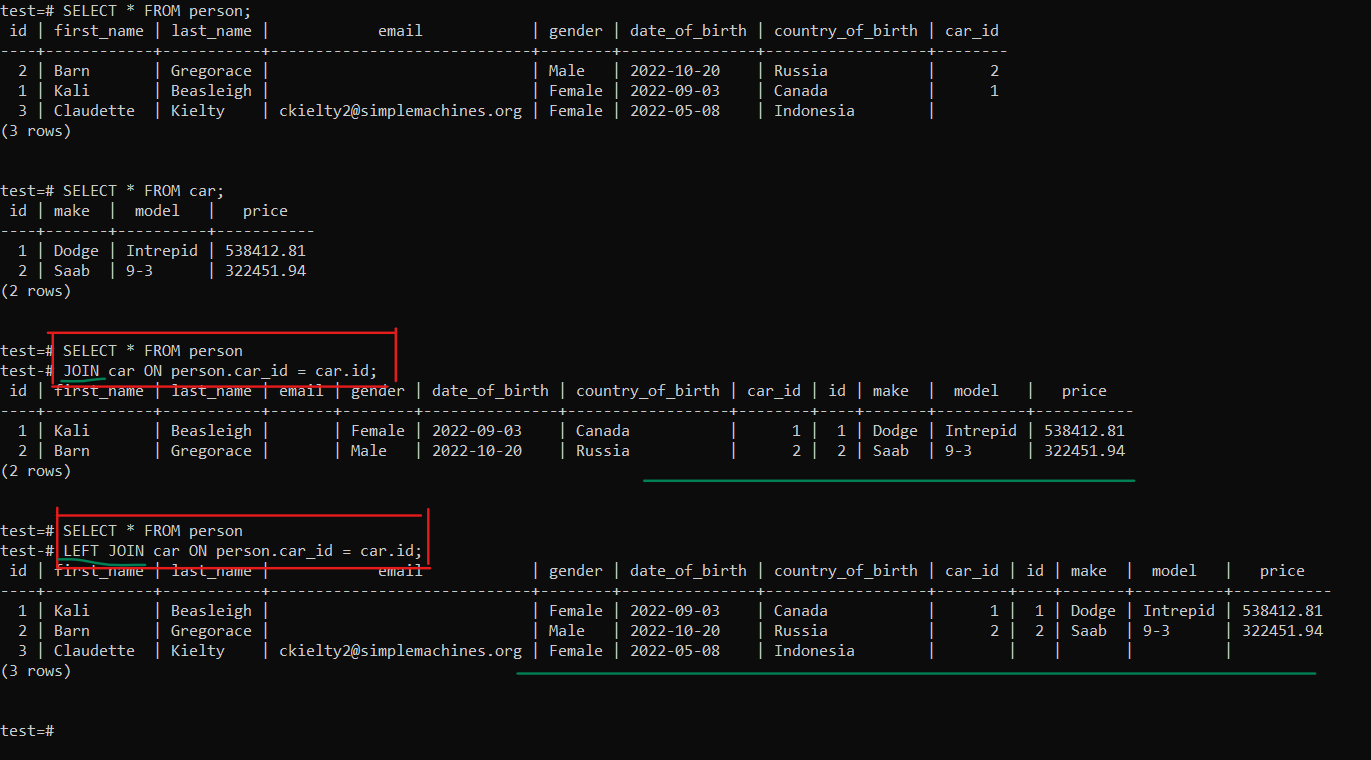 test=# SELECT * FROM person;
 id | first_name | last_name |            email            | gender | date_of_birth | country_of_birth | car_id
----+------------+-----------+-----------------------------+--------+---------------+------------------+--------
  2 | Barn       | Gregorace |                             | Male   | 2022-10-20    | Russia           |      2
  1 | Kali       | Beasleigh |                             | Female | 2022-09-03    | Canada           |      1
  3 | Claudette  | Kielty    | ckielty2@simplemachines.org | Female | 2022-05-08    | Indonesia        |
(3 rows)
test=# SELECT * FROM car;
 id | make  |  model   |   price
----+-------+----------+-----------
  1 | Dodge | Intrepid | 538412.81
  2 | Saab  | 9-3      | 322451.94
(2 rows)
test=# SELECT * FROM person
test-# JOIN car ON person.car_id = car.id;
 id | first_name | last_name | email | gender | date_of_birth | country_of_birth | car_id | id | make  |  model   |   price
----+------------+-----------+-------+--------+---------------+------------------+--------+----+-------+----------+-----------
  1 | Kali       | Beasleigh |       | Female | 2022-09-03    | Canada           |      1 |  1 | Dodge | Intrepid | 538412.81
  2 | Barn       | Gregorace |       | Male   | 2022-10-20    | Russia           |      2 |  2 | Saab  | 9-3      | 322451.94
(2 rows)
test=# SELECT * FROM person
test-# LEFT JOIN car ON person.car_id = car.id;
 id | first_name | last_name |            email            | gender | date_of_birth | country_of_birth | car_id | id | make  |  model   |   price
----+------------+-----------+-----------------------------+--------+---------------+------------------+--------+----+-------+----------+-----------
  1 | Kali       | Beasleigh |                             | Female | 2022-09-03    | Canada           |      1 |  1 | Dodge | Intrepid | 538412.81
  2 | Barn       | Gregorace |                             | Male   | 2022-10-20    | Russia           |      2 |  2 | Saab  | 9-3      | 322451.94
  3 | Claudette  | Kielty    | ckielty2@simplemachines.org | Female | 2022-05-08    | Indonesia        |        |    |       |          |
(3 rows)
test=#